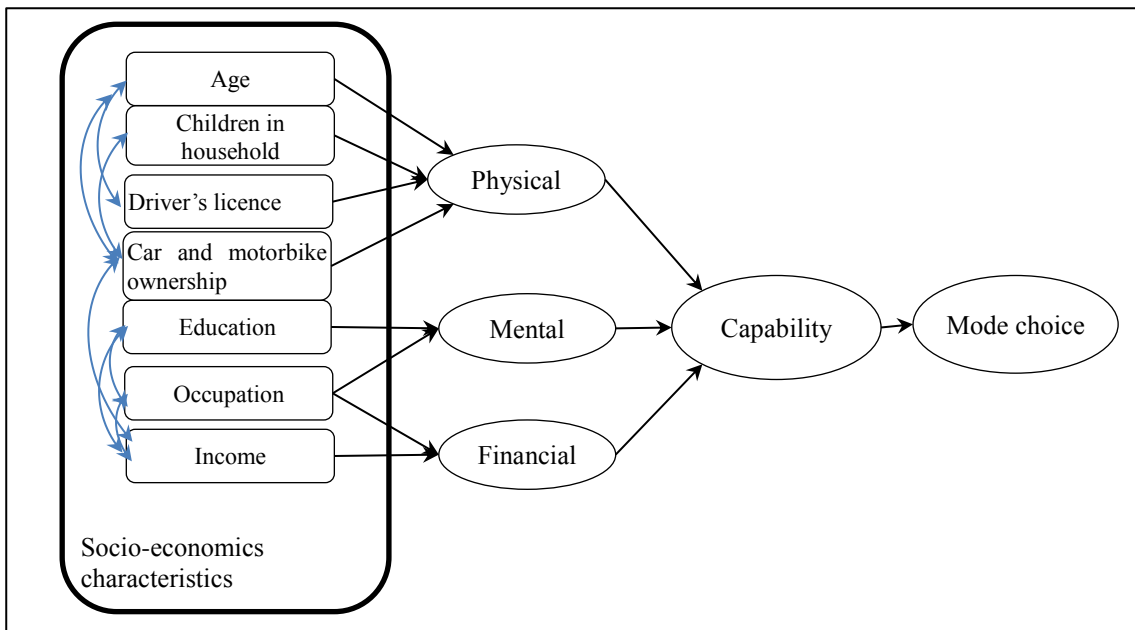 Age
Children in
household
Driver’s licence
Car and motorbike
ownership
Education
Occupation
Income
Socio-economics
characteristics
Physical
Mental
Financial
Capability
Mode choice